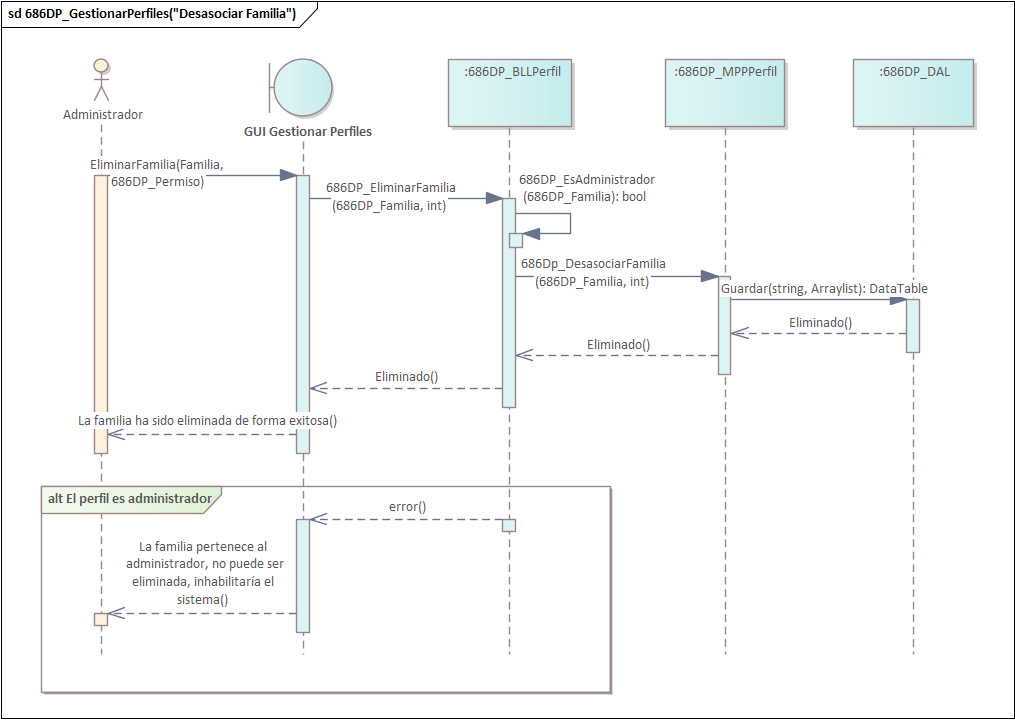 sd 686DP_GestionarPerfiles("Desasociar Familia")
Administrador
GUI Gestionar Perfiles
:686DP_BLLPerfil
:686DP_MPPPerfil
:686DP_DAL
EliminarFamilia(Familia,
686DP_Permiso)
686DP_EliminarFamilia
(686DP_Familia, int)
686DP_EsAdministrador
(686DP_Familia): bool
686Dp_DesasociarFamilia
(686DP_Familia, int)
Guardar(string, Arraylist): DataTable
Eliminado()
Eliminado()
Eliminado()
La familia ha sido eliminada de forma exitosa()
alt El perfil es administrador
error()
La familia pertenece al
administrador, no puede ser
eliminada, inhabilitaría el
sistema()